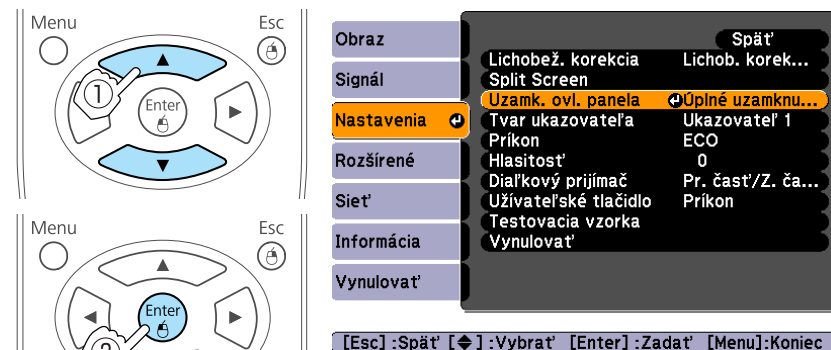 Menu Esc
1
Enter
Menu Esc
Enter
2
Obraz
Signál
Nastavenia
Rozšírené
Sieť
Informácia
Vynulovať
Späť
Lichobež. korekcia Lichob. korek...
Split Screen
Uzamk. ovl. panela Úplné uzamknu...
Tvar ukazovateľa Ukazovateľ 1
Príkon ECO
Hlasitosť 0
Diaľkový prijímač Pr. časť/Z. ča...
Užívateľské tlačidlo Príkon
Testovacia vzorka
Vynulovať
[Esc] :Späť [◆] :Vybrať [Enter] :Zadať [Menu]:Koniec